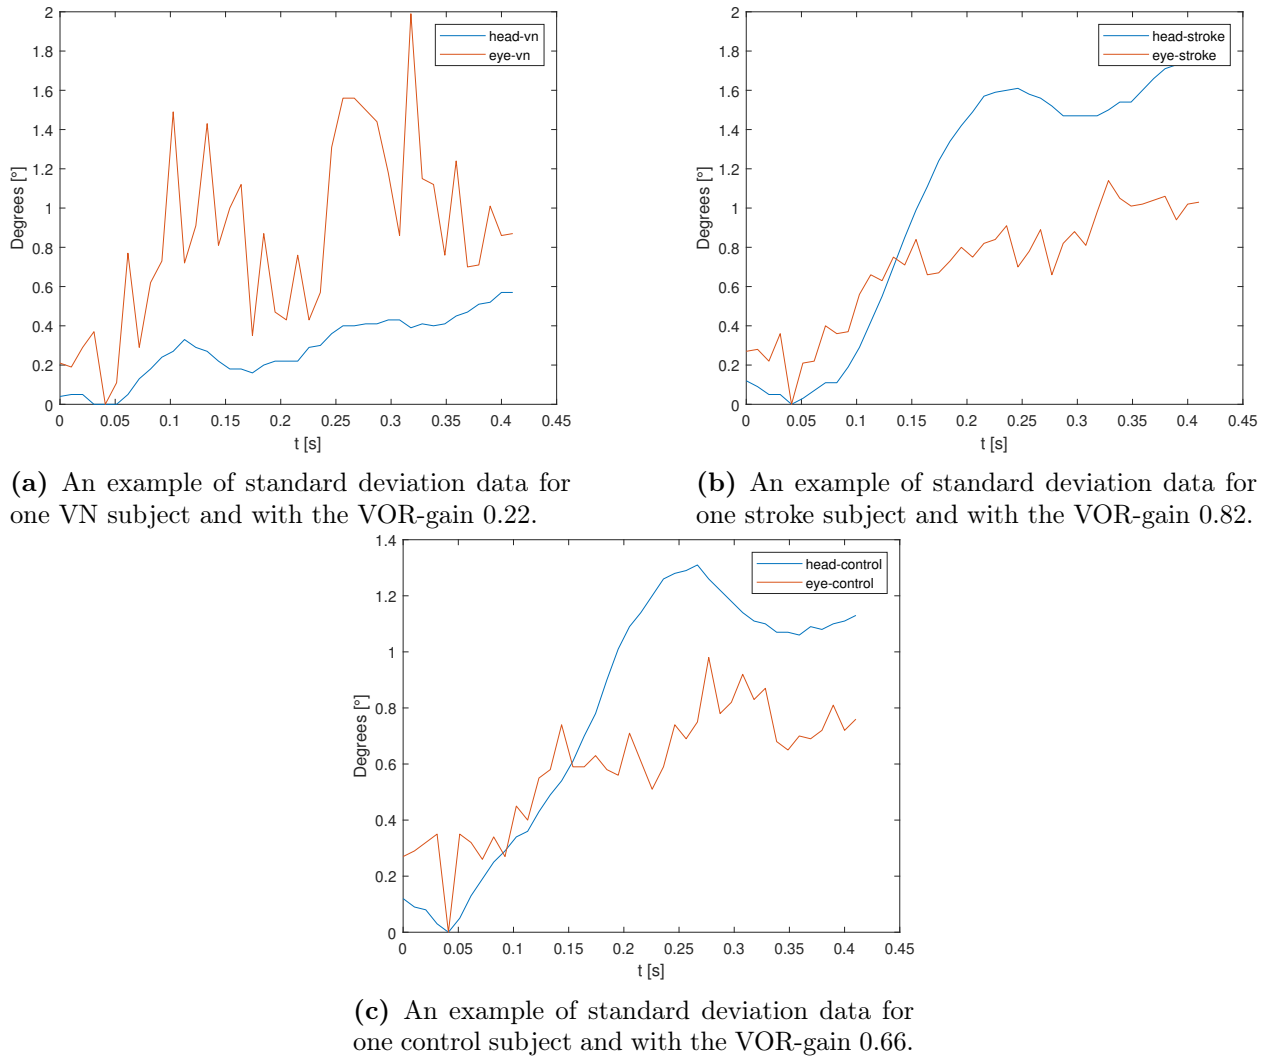 2
1.8
1.6
1.4
1.2
1
0.8
0.6
0.4
0.2
0
Degrees [°]
head-vn
eye-vn
0 0.05 0.1 0.15 0.2 0.25 0.3 0.35 0.4 0.45
t [s]
(a) An example of standard deviation data for
one VN subject and with the VOR-gain 0.22.
2
1.8
1.6
1.4
1.2
1
0.8
0.6
0.4
0.2
0
Degrees [°]
head-stroke
eye-stroke
0 0.05 0.1 0.15 0.2 0.25 0.3 0.35 0.4 0.45
t [s]
(b) An example of standard deviation data for
one stroke subject and with the VOR-gain 0.82.
1.4
1.2
1
0.8
0.6
0.4
0.2
0
Degrees [°]
head-control
eye-control
0 0.05 0.1 0.15 0.2 0.25 0.3 0.35 0.4 0.45
t [s]
(c) An example of standard deviation data for
one control subject and with the VOR-gain 0.66.